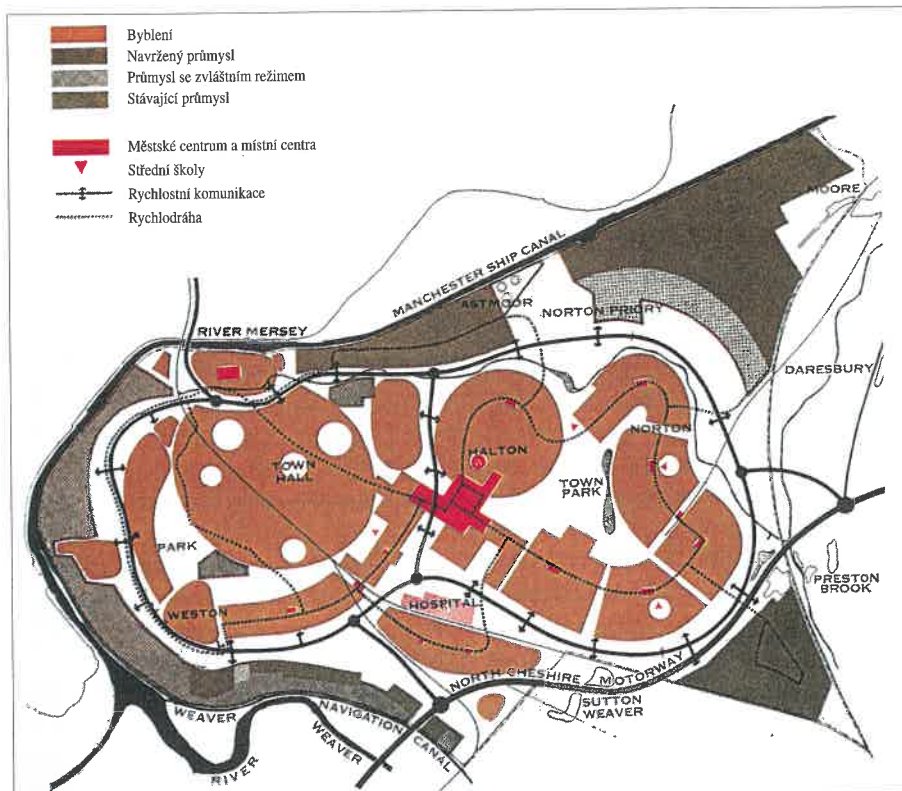 Byblení
Navržený průmysl
Průmysl se zvláštním režimem
Stávající průmysl
Městské centrum a místní centra
Střední školy
Rychlostní komunikace
Rychlodráha
MOORE
MANCHESTER SHIP CANAL
ASTMOOR
NORTON PRIORY
RIVER MERSEY
DARESBURY
NORTON
HALTON
TOWN
HALL
TOWN
PARK
PARK
PRESTON
BROOK
WESTON
HOSPITAL
NORTH CHESHIRE MOTORWAY
SUTTON
WEAVER
WEAVER NAVIGATION CANAL
RIVER WEAVER